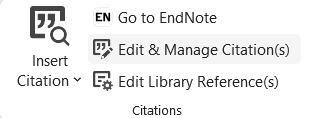 EN Go to EndNote
Insert
Citation
Edit & Manage Citation(s)
Edit Library Reference(s)
Citations